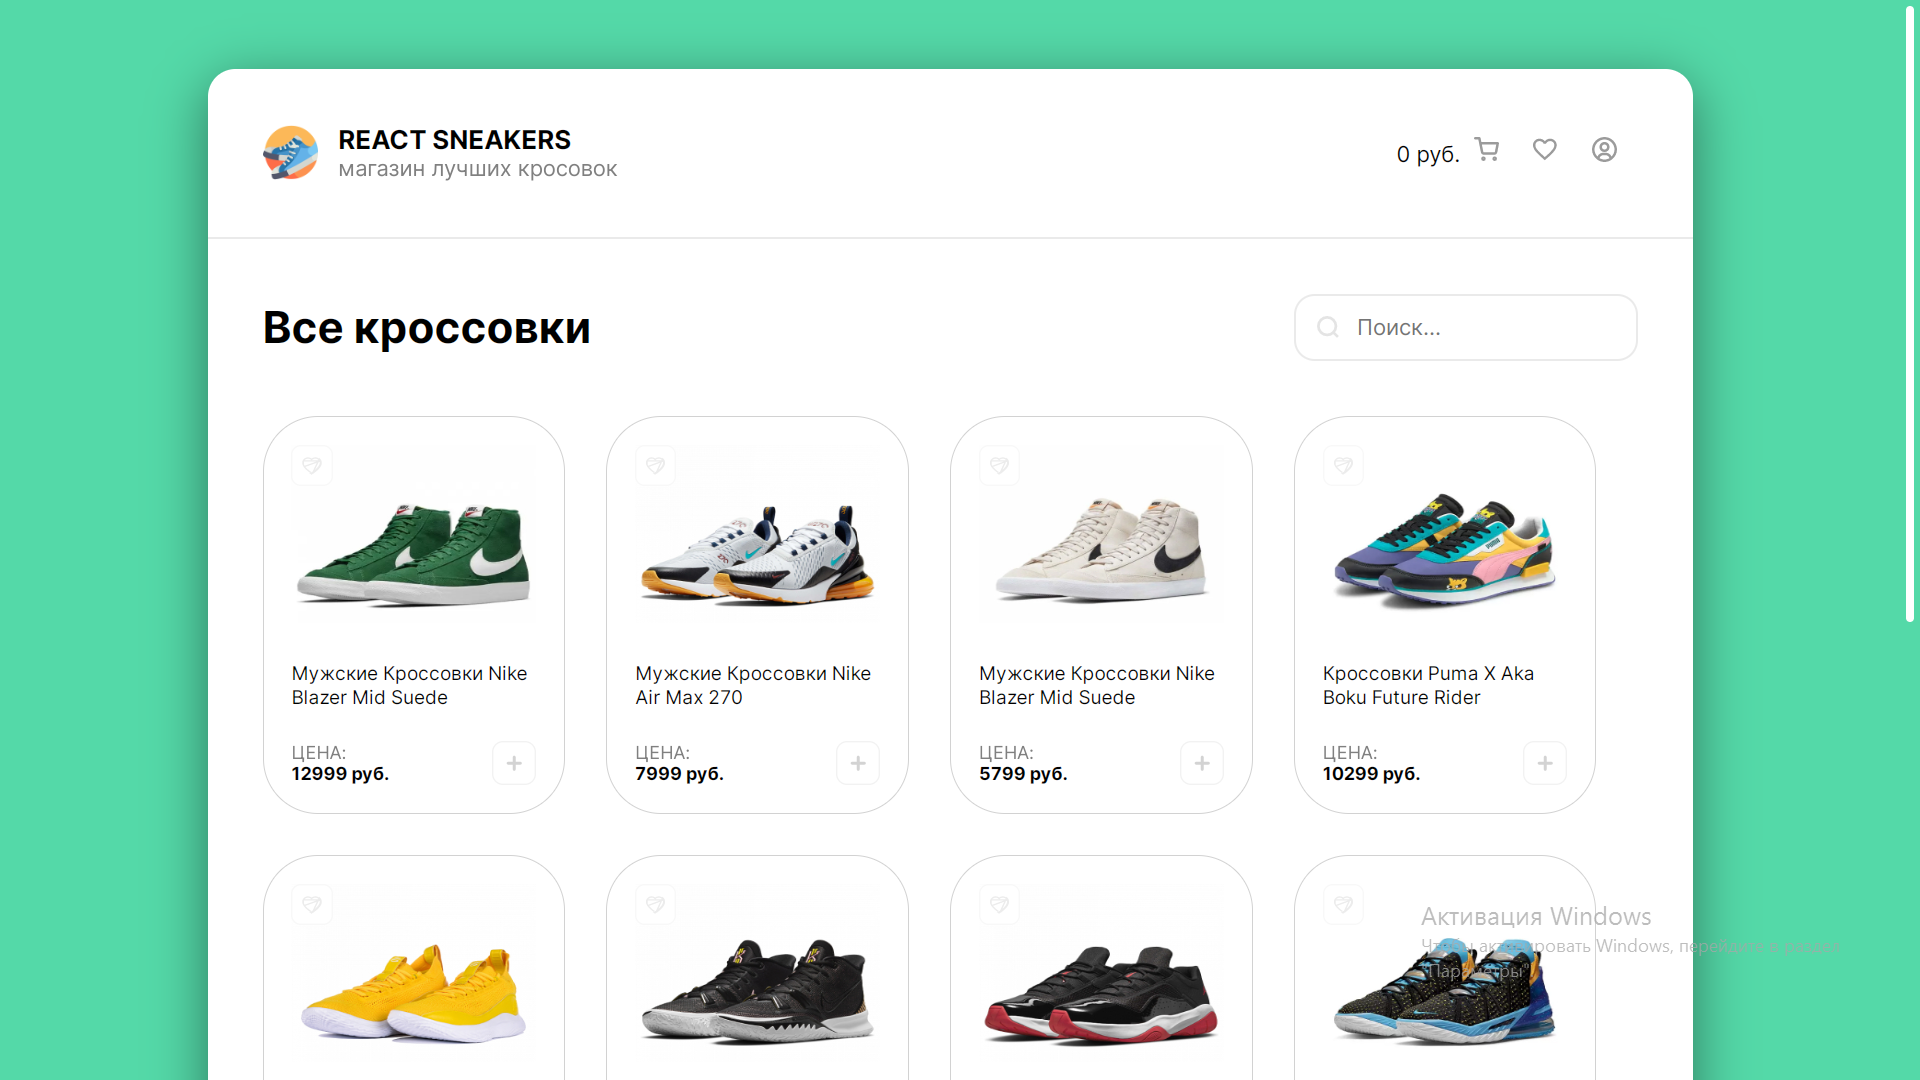 REACT SNEAKERS
магазин лучших кросовок
0 руб.
Все кроссовки
Поиск...
Мужские Кроссовки Nike
Blazer Mid Suede
ЦЕНА:
12999 руб.
Мужские Кроссовки Nike
Air Max 270
ЦЕНА:
7999 руб.
Мужские Кроссовки Nike
Blazer Mid Suede
ЦЕНА:
5799 руб.
Кроссовки Puma X Aka
Boku Future Rider
ЦЕНА:
10299 руб.
Активация Windows
Чтобы активировать Windows, перейдите в раздел
"Параметры".